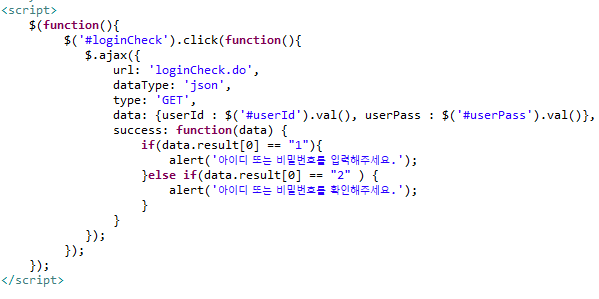 <script>
$(function(){
$('#loginCheck').click(function(){
$.ajax({
url: 'loginCheck.do',
dataType: 'json',
type: 'GET',
data: {userId : $('#userId').val(), userPass : $('#userPass').val()},
success: function(data) {
if(data.result[0] == "1"){
alert('아이디 또는 비밀번호를 입력해주세요.');
}else if(data.result[0] == "2" ) {
alert('아이디 또는 비밀번호를 확인해주세요.');
}
}
});
});
});
</script>